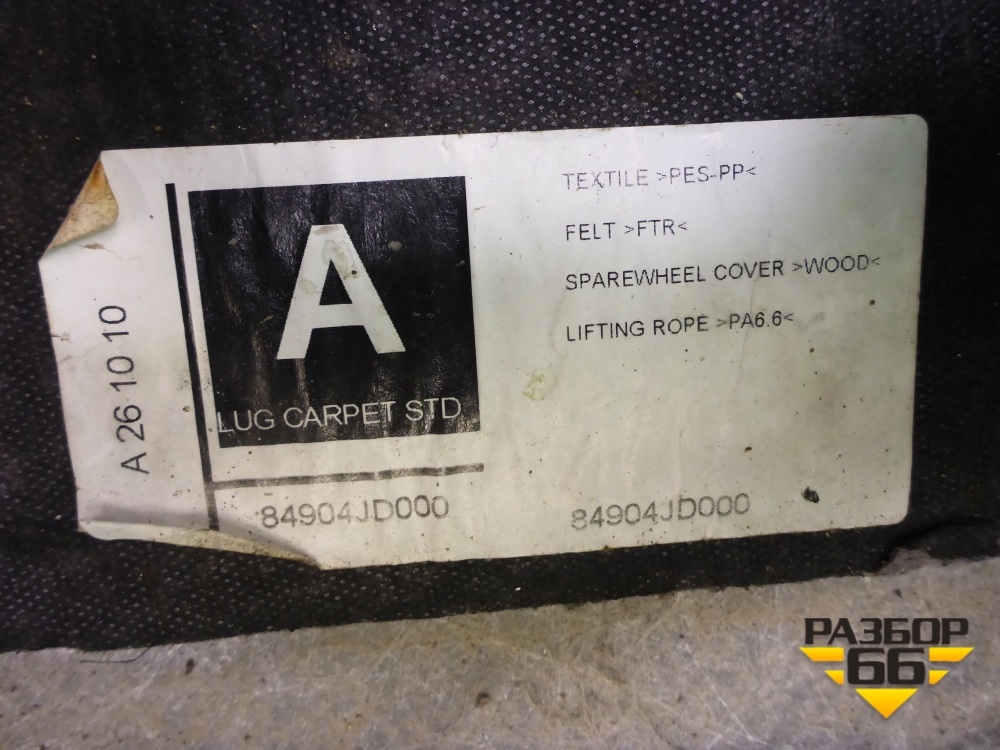 A 26 10 10
A
LUG CARPET STD
84904JD000
TEXTILE >PES-PP<
FELT >FTR<
SPAREWHEEL COVER >WOOD<
LIFTING ROPE >PA6.6<
84904JD000
РАЗБОР
66